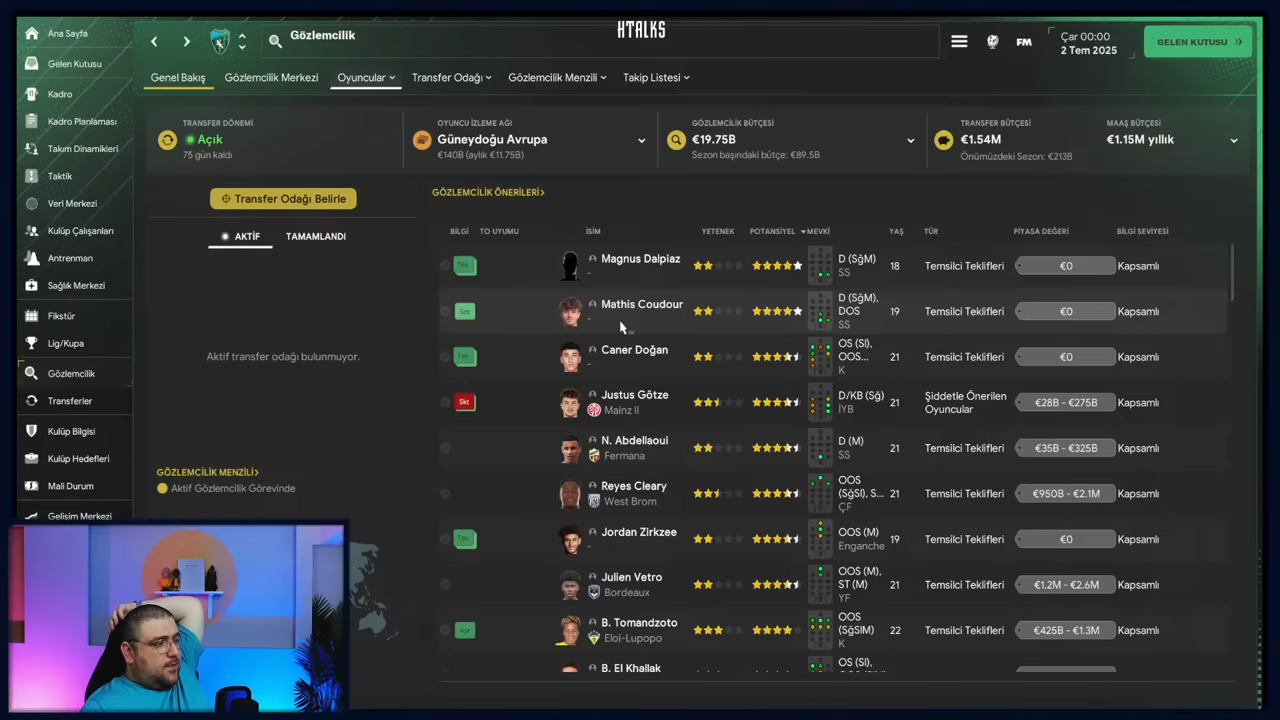 HTALKS
Ana Sayfa
Gelen Kutusu
Kadro
Kadro Planlaması
Takım Dinamikleri
Taktik
Veri Merkezi
Kulüp Çalışanları
Antrenman
Sağlık Merkezi
Fikstür
Lig/Kupa
Gözlemcilik
Transferler
Kulüp Bilgisi
Kulüp Hedefleri
Mali Durum
Gelişim Merkezi
Gözlemcilik
FM
Çar 00:00
2 Tem 2025
GELEN KUTUSU
Genel Bakış
Gözlemcilik Merkezi
Oyuncular
Transfer Odağı
Gözlemcilik Menzili
Takip Listesi
TRANSFER DÖNEMİ
Açık
75 gün kaldı
OYUNCU İZLEME AĞI
Güneydoğu Avrupa
€140B (aylık €11.75B)
GÖZLEMCİLİK BÜTÇESİ
€19.75B
Sezon başındaki bütçe: €89.5B
TRANSFER BÜTÇESİ
€1.54M
Önümüzdeki Sezon: €213B
MAAŞ BÜTÇESİ
€1.15M yıllık
Transfer Odağı Belirle
AKTİF
TAMAMLANDI
Aktif transfer odağı bulunmuyor.
GÖZLEMCİLİK MENZİLİ>
Aktif Gözlemcilik Görevinde
GÖZLEMCİLİK ÖNERİLERİ>
BİLGİ TO UYUMU İSİM YETENEK POTANSİYEL MEVKİ YAŞ TÜR PİYASA DEĞERİ BİLGİ SEVİYESİ
Tek Magnus Dalpiaz D (SğM) 18 Temsilci Teklifleri €0 Kapsamlı
- SS
Srb Mathis Coudour D (SğM), DOS 19 Temsilci Teklifleri €0 Kapsamlı
- SS
Tek Caner Doğan OS (Sl), OOS... 21 Temsilci Teklifleri €0 Kapsamlı
- K
Skt Justus Götze D/KB (Sğ) 21 Şiddetle Önerilen Oyuncular €28B - €275B Kapsamlı
Mainz II İYB
N. Abdellaoui D (M) 21 Temsilci Teklifleri €35B - €325B Kapsamlı
Fermana SS
Reyes Cleary OOS (SğSl), S... 21 Temsilci Teklifleri €950B - €2.1M Kapsamlı
West Brom ÇF
Tek Jordan Zirkzee OOS (M) 19 Temsilci Teklifleri €0 Kapsamlı
- Enganche
Julien Vetro OOS (M), ST (M) 21 Temsilci Teklifleri €1.2M - €2.6M Kapsamlı
Bordeaux YF
Ayr B. Tomandzoto OOS (SğSlM) 22 Temsilci Teklifleri €425B - €1.3M Kapsamlı
Eloi-Lupopo K
B. El Khallak OS (Sl),